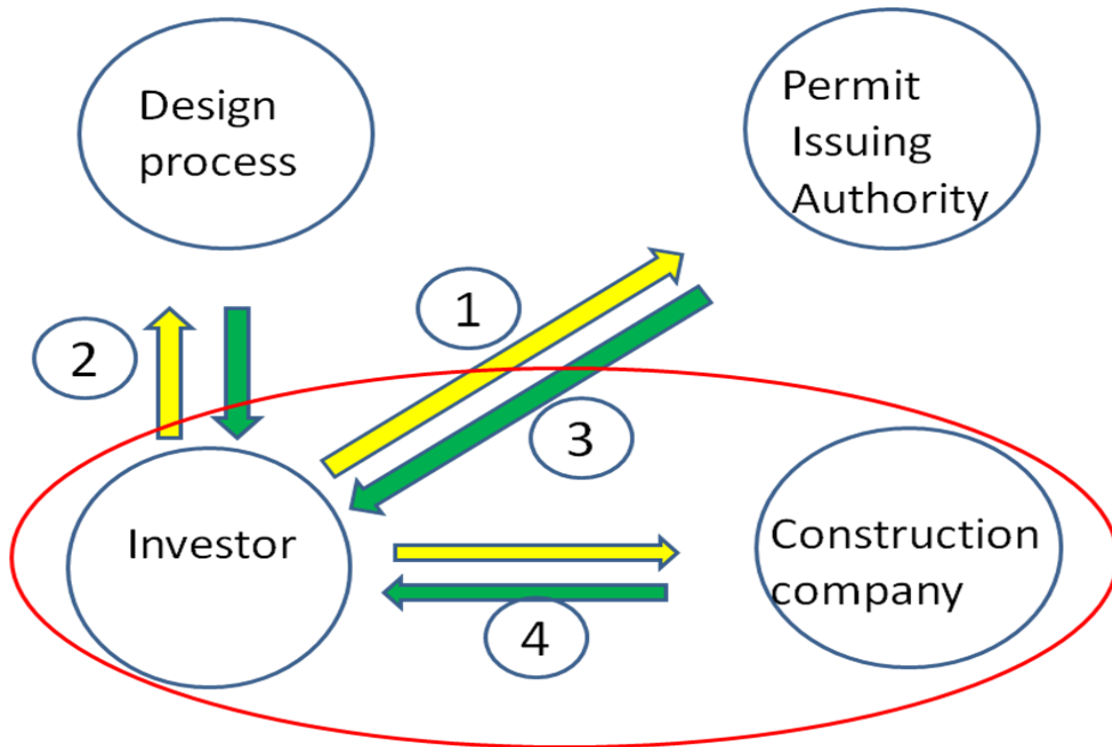 Design
process
Permit
Issuing
Authority
1
2
3
Investor
Construction
company
4